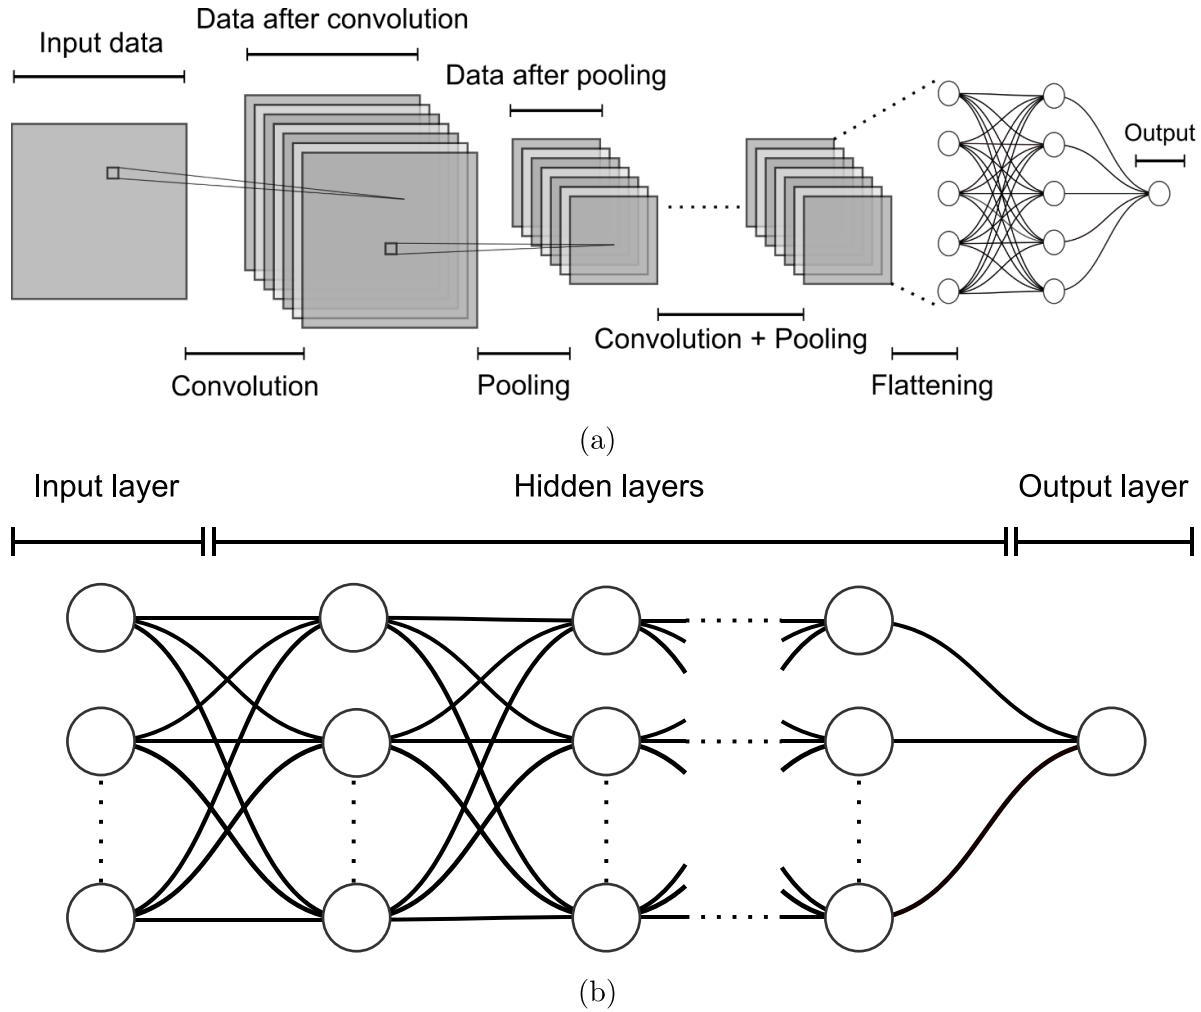 Input data
Data after convolution
Data after pooling
Output
Convolution
Pooling
Convolution + Pooling
Flattening
(a)
Input layer
Hidden layers
Output layer
(b)